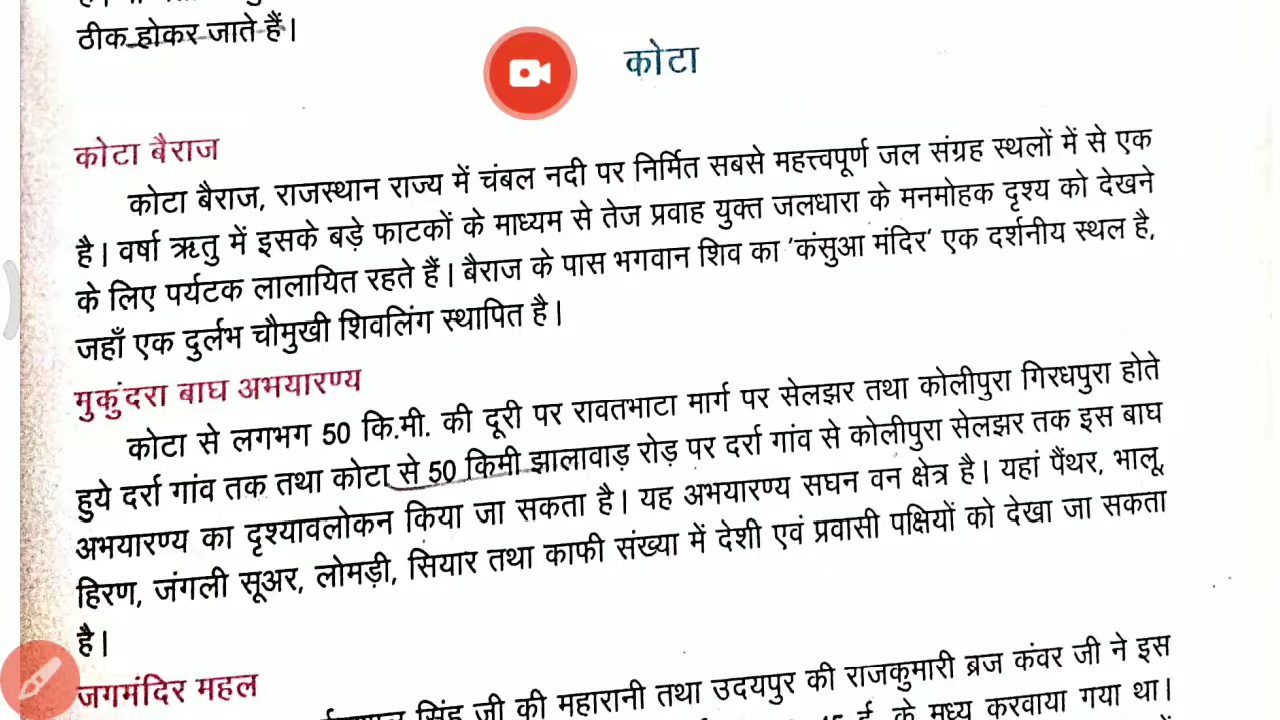 ठीक होकर जाते हैं।
कोटा
कोटा बैराज
कोटा बैराज, राजस्थान राज्य में चंबल नदी पर निर्मित सबसे महत्त्वपूर्ण जल संग्रह स्थलों में से एक
है। वर्षा ऋतु में इसके बड़े फाटकों के माध्यम से तेज प्रवाह युक्त जलधारा के मनमोहक दृश्य को देखने
के लिए पर्यटक लालायित रहते हैं। बैराज के पास भगवान शिव का 'कंसुआ मंदिर' एक दर्शनीय स्थल है,
जहाँ एक दुर्लभ चौमुखी शिवलिंग स्थापित है।
मुकुंदरा बाघ अभयारण्य
कोटा से लगभग 50 कि.मी. की दूरी पर रावतभाटा मार्ग पर सेलझर तथा कोलीपुरा गिरधपुरा होते
हुये दर्रा गांव तक तथा कोटा से 50 किमी झालावाड़ रोड़ पर दर्रा गांव से कोलीपुरा सेलझर तक इस बाघ
अभयारण्य का दृश्यावलोकन किया जा सकता है। यह अभयारण्य सघन वन क्षेत्र है। यहां पैंथर, भालू,
हिरण, जंगली सूअर, लोमड़ी, सियार तथा काफी संख्या में देशी एवं प्रवासी पक्षियों को देखा जा सकता
है।
जगमंदिर महल
सिंह जी की महारानी तथा उदयपुर की राजकुमारी ब्रज कंवर जी ने इस
ई. के मध्य करवाया गया था।